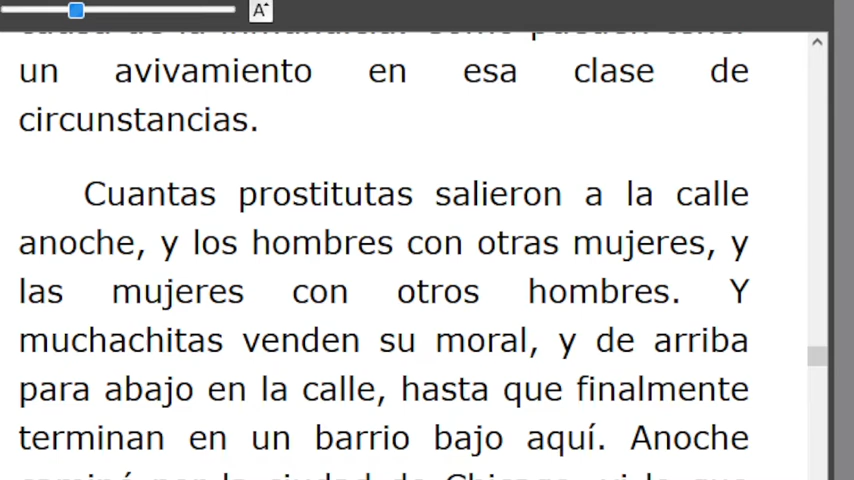 A
un avivamiento en esa clase de
circunstancias.
Cuantas prostitutas salieron a la calle
anoche, y los hombres con otras mujeres, y
las mujeres con otros hombres. Y
muchachitas venden su moral, y de arriba
para abajo en la calle, hasta que finalmente
terminan en un barrio bajo aquí. Anoche